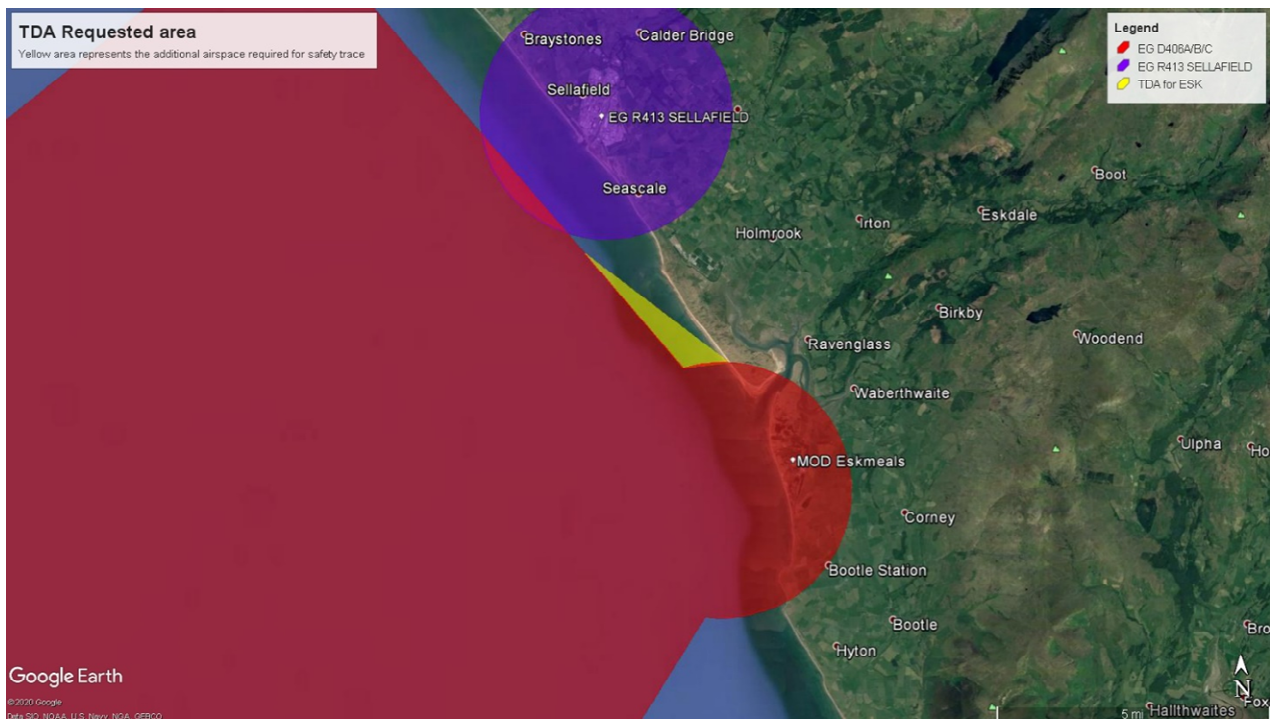 TDA Requested area
Yellow area represents the additional airspace required for safety trace
Legend
EG D406A/B/C
EG R413 SELLAFIELD
TDA for ESK
Braystones
Calder Bridge
Sellafield
EG R413 SELLAFIELD
Seascale
Boot
Eskdale
Irton
Holmrook
Birkby
Woodend
Ravenglass
Waberthwaite
Ulpha
Ho
MOD Eskmeals
Corney
Bootle Station
Bootle
Bro
Hyton
Google Earth
©2020 Google
Data SIO, NOAA, U.S. Navy, NGA, GEBCO
N
5 mi
Hallthwaites
Fox